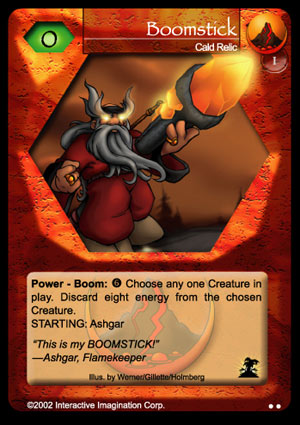 0
Boomstick
Cald Relic
1
Power - Boom: 6 Choose any one Creature in
play. Discard eight energy from the chosen
Creature.
STARTING: Ashgar
“This is my BOOMSTICK!”
—Ashgar, Flamekeeper
Illus. by Werner/Gillette/Holmberg
©2002 Interactive Imagination Corp.